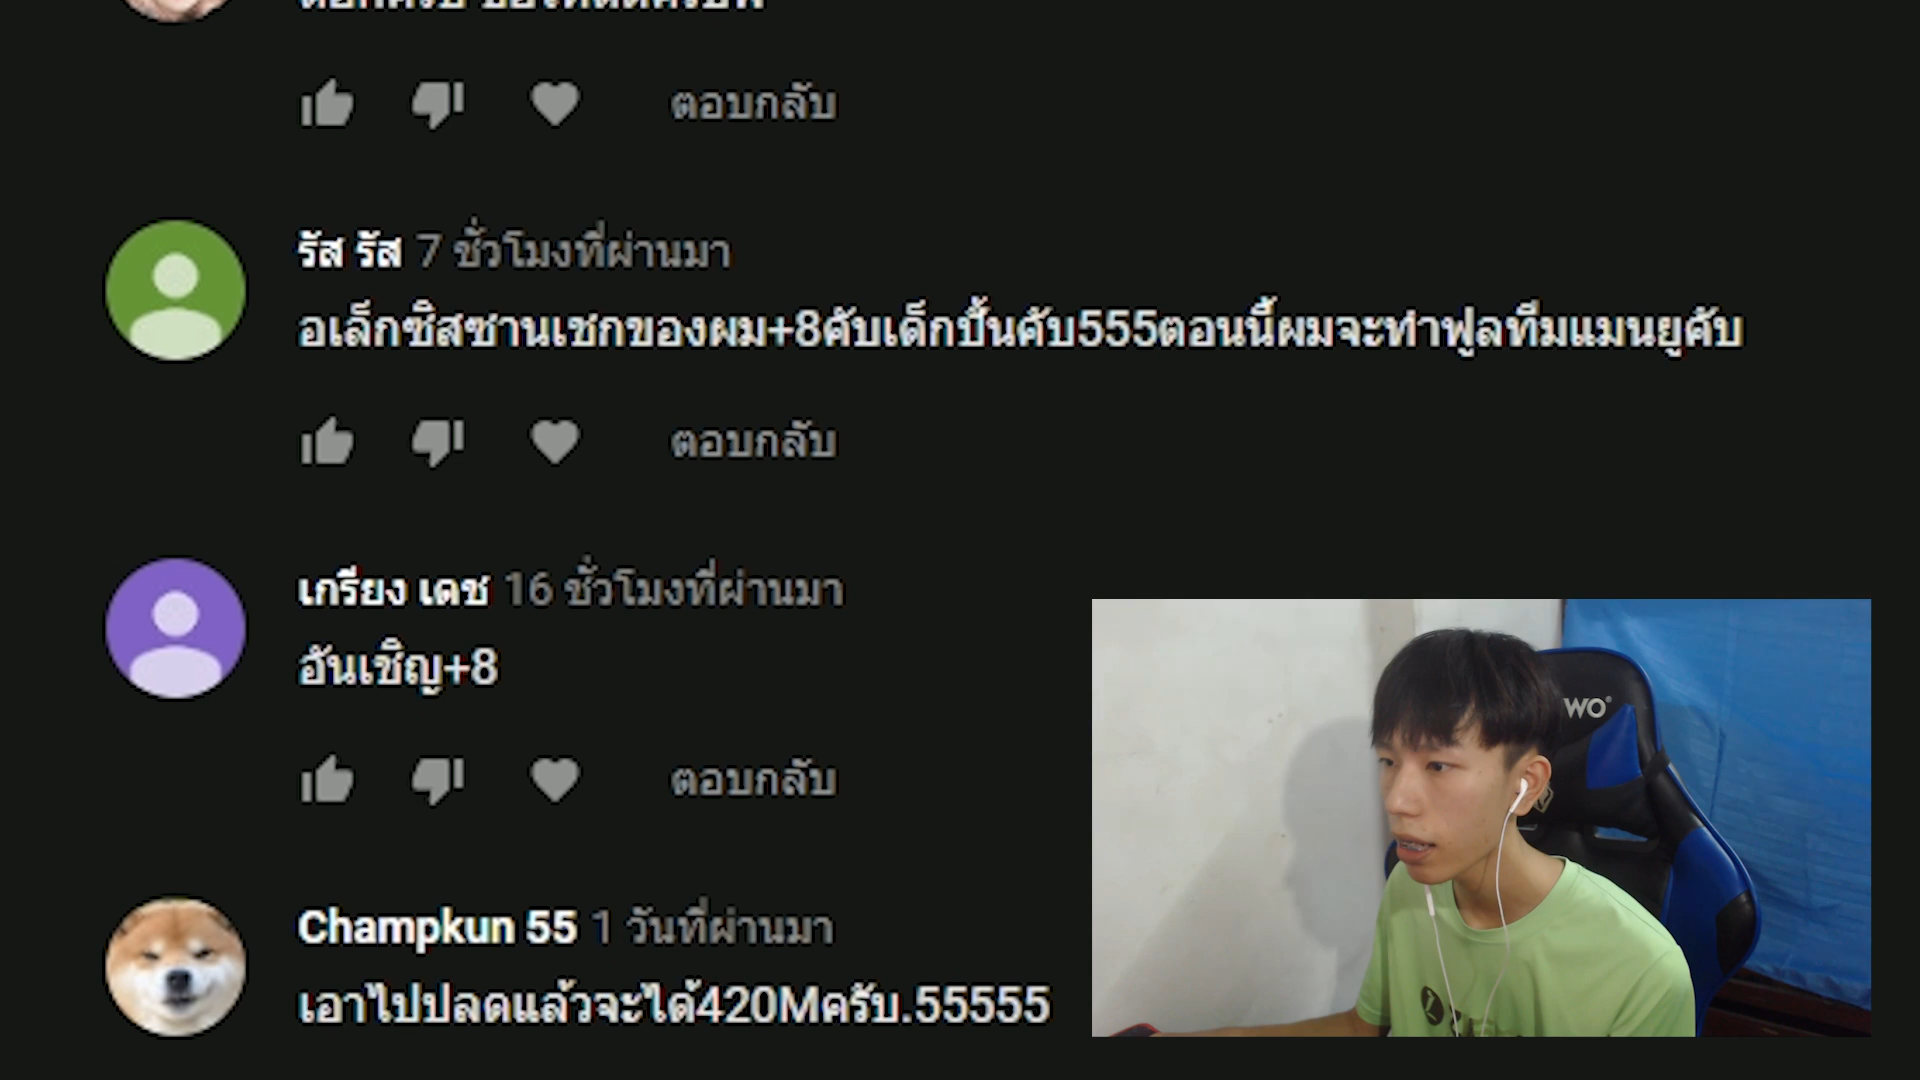 ตอบกลับ
รัส รัส 7 ชั่วโมงที่ผ่านมา
อเล็กซิสซานเชกของผม+8คับเด็กปั้นคับ555ตอนนี้ผมจะทำฟูลทีมแมนยูคับ
ตอบกลับ
เกรียง เดช 16 ชั่วโมงที่ผ่านมา
อันเชิญ+8
ตอบกลับ
WO
Champkun 55 1 วันที่ผ่านมา
เอาไปปลดแล้วจะได้420Mครับ.55555